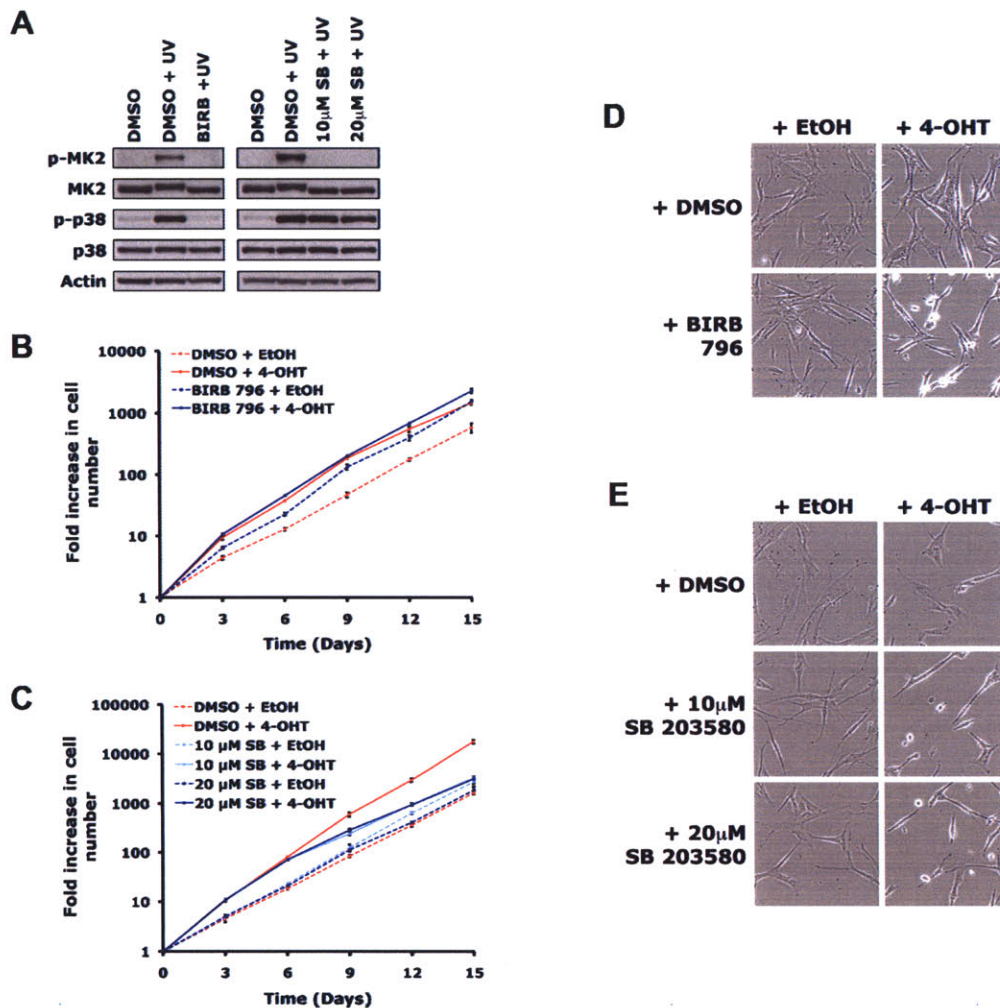 A
DMSO
DMSO + UV
BIRB +UV
DMSO
DMSO + UV
10µM SB + UV
20µM SB + UV
p-MK2
MK2
p-p38
p38
Actin
B
Fold increase in cell
number
10000
1000
100
10
1
DMSO + EtOH
DMSO + 4-OHT
BIRB 796 + EtOH
BIRB 796 + 4-OHT
0 3 6 9 12 15
Time (Days)
C
Fold increase in cell
number
100000
10000
1000
100
10
1
DMSO + EtOH
DMSO + 4-OHT
10 µM SB + EtOH
10 µM SB + 4-OHT
20 µM SB + EtOH
20 µM SB + 4-OHT
0 3 6 9 12 15
Time (Days)
D
+ EtOH + 4-OHT
+ DMSO
+ BIRB
796
E
+ EtOH + 4-OHT
+ DMSO
+ 10µM
SB 203580
+ 20µM
SB 203580